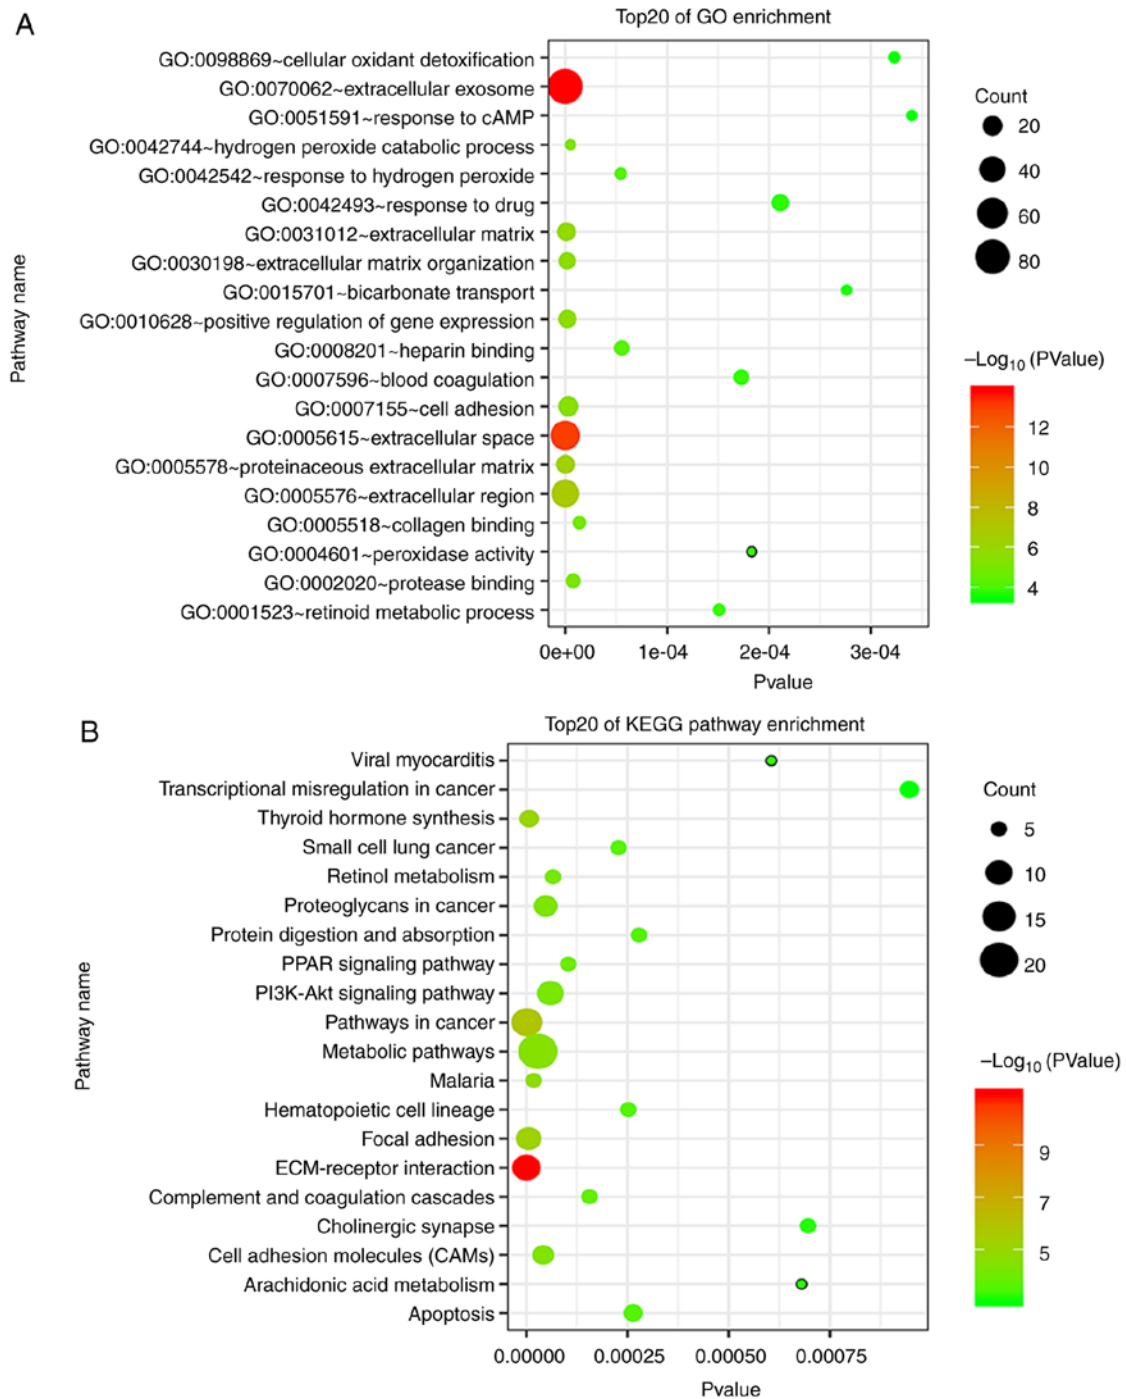 A
Top20 of GO enrichment
Pathway name
GO:0098869~cellular oxidant detoxification
GO:0070062~extracellular exosome
GO:0051591~response to cAMP
GO:0042744~hydrogen peroxide catabolic process
GO:0042542~response to hydrogen peroxide
GO:0042493~response to drug
GO:0031012~extracellular matrix
GO:0030198~extracellular matrix organization
GO:0015701~bicarbonate transport
GO:0010628~positive regulation of gene expression
GO:0008201~heparin binding
GO:0007596~blood coagulation
GO:0007155~cell adhesion
GO:0005615~extracellular space
GO:0005578~proteinaceous extracellular matrix
GO:0005576~extracellular region
GO:0005518~collagen binding
GO:0004601~peroxidase activity
GO:0002020~protease binding
GO:0001523~retinoid metabolic process
0e+00 1e-04 2e-04 3e-04
Pvalue
Count
20
40
60
80
–Log10 (PValue)
12
10
8
6
4
B
Top20 of KEGG pathway enrichment
Pathway name
Viral myocarditis
Transcriptional misregulation in cancer
Thyroid hormone synthesis
Small cell lung cancer
Retinol metabolism
Proteoglycans in cancer
Protein digestion and absorption
PPAR signaling pathway
PI3K-Akt signaling pathway
Pathways in cancer
Metabolic pathways
Malaria
Hematopoietic cell lineage
Focal adhesion
ECM-receptor interaction
Complement and coagulation cascades
Cholinergic synapse
Cell adhesion molecules (CAMs)
Arachidonic acid metabolism
Apoptosis
0.00000 0.00025 0.00050 0.00075
Pvalue
Count
5
10
15
20
–Log10 (PValue)
9
7
5